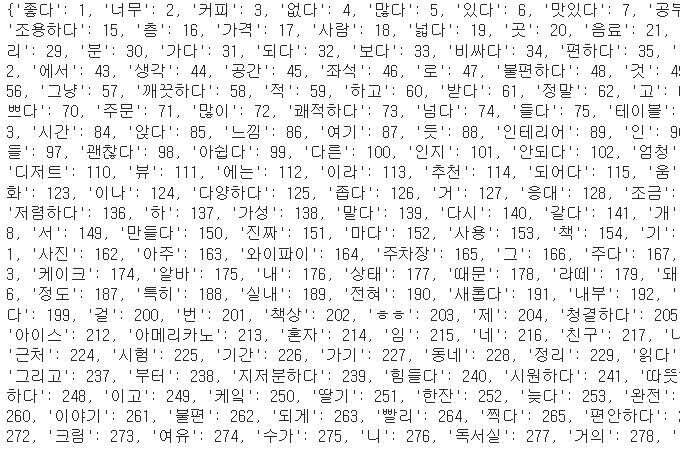 {'좋다': 1, '너무': 2, '커피': 3, '없다': 4, '많다': 5, '있다': 6, '맛있다': 7, '공부
'조용하다': 15, '층': 16, '가격': 17, '사람': 18, '넓다': 19, '곳': 20, '음료': 21,
리': 29, '분': 30, '가다': 31, '되다': 32, '보다': 33, '비싸다': 34, '편하다': 35, '
2, '에서': 43, '생각': 44, '공간': 45, '좌석': 46, '로': 47, '불편하다': 48, '것': 4
56, '그냥': 57, '깨끗하다': 58, '적': 59, '하고': 60, '받다': 61, '정말': 62, '고':
쁘다': 70, '주문': 71, '많이': 72, '쾌적하다': 73, '넘다': 74, '들다': 75, '테이블'
3, '시간': 84, '앉다': 85, '느낌': 86, '여기': 87, '듯': 88, '인테리어': 89, '인': 9
들': 97, '괜찮다': 98, '아쉽다': 99, '다른': 100, '인지': 101, '안되다': 102, '엄청'
'디저트': 110, '뷰': 111, '에는': 112, '이라': 113, '추천': 114, '되어다': 115, '움
화': 123, '이나': 124, '다양하다': 125, '좁다': 126, '거': 127, '응대': 128, '조금':
'저렴하다': 136, '하': 137, '가성': 138, '말다': 139, '다시': 140, '같다': 141, '개'
8, '서': 149, '만들다': 150, '진짜': 151, '마다': 152, '사용': 153, '책': 154, '기':
1, '사진': 162, '아주': 163, '와이파이': 164, '주차장': 165, '그': 166, '주다': 167,
3, '케이크': 174, '알바': 175, '내': 176, '상태': 177, '때문': 178, '라떼': 179, '돼
6, '정도': 187, '특히': 188, '실내': 189, '전혀': 190, '새롭다': 191, '내부': 192, '
다': 199, '걸': 200, '번': 201, '책상': 202, 'ㅎㅎ': 203, '제': 204, '청결하다': 205
'아이스': 212, '아메리카노': 213, '혼자': 214, '임': 215, '네': 216, '친구': 217, '
'근처': 224, '시험': 225, '기간': 226, '가기': 227, '동네': 228, '정리': 229, '읽다'
'그리고': 237, '부터': 238, '지저분하다': 239, '힘들다': 240, '시원하다': 241, '따뜻
하다': 248, '이고': 249, '케익': 250, '딸기': 251, '한잔': 252, '늦다': 253, '완전':
260, '이야기': 261, '불편': 262, '되게': 263, '빨리': 264, '찍다': 265, '편안하다':
272, '크림': 273, '여유': 274, '수가': 275, '니': 276, '독서실': 277, '거의': 278, '